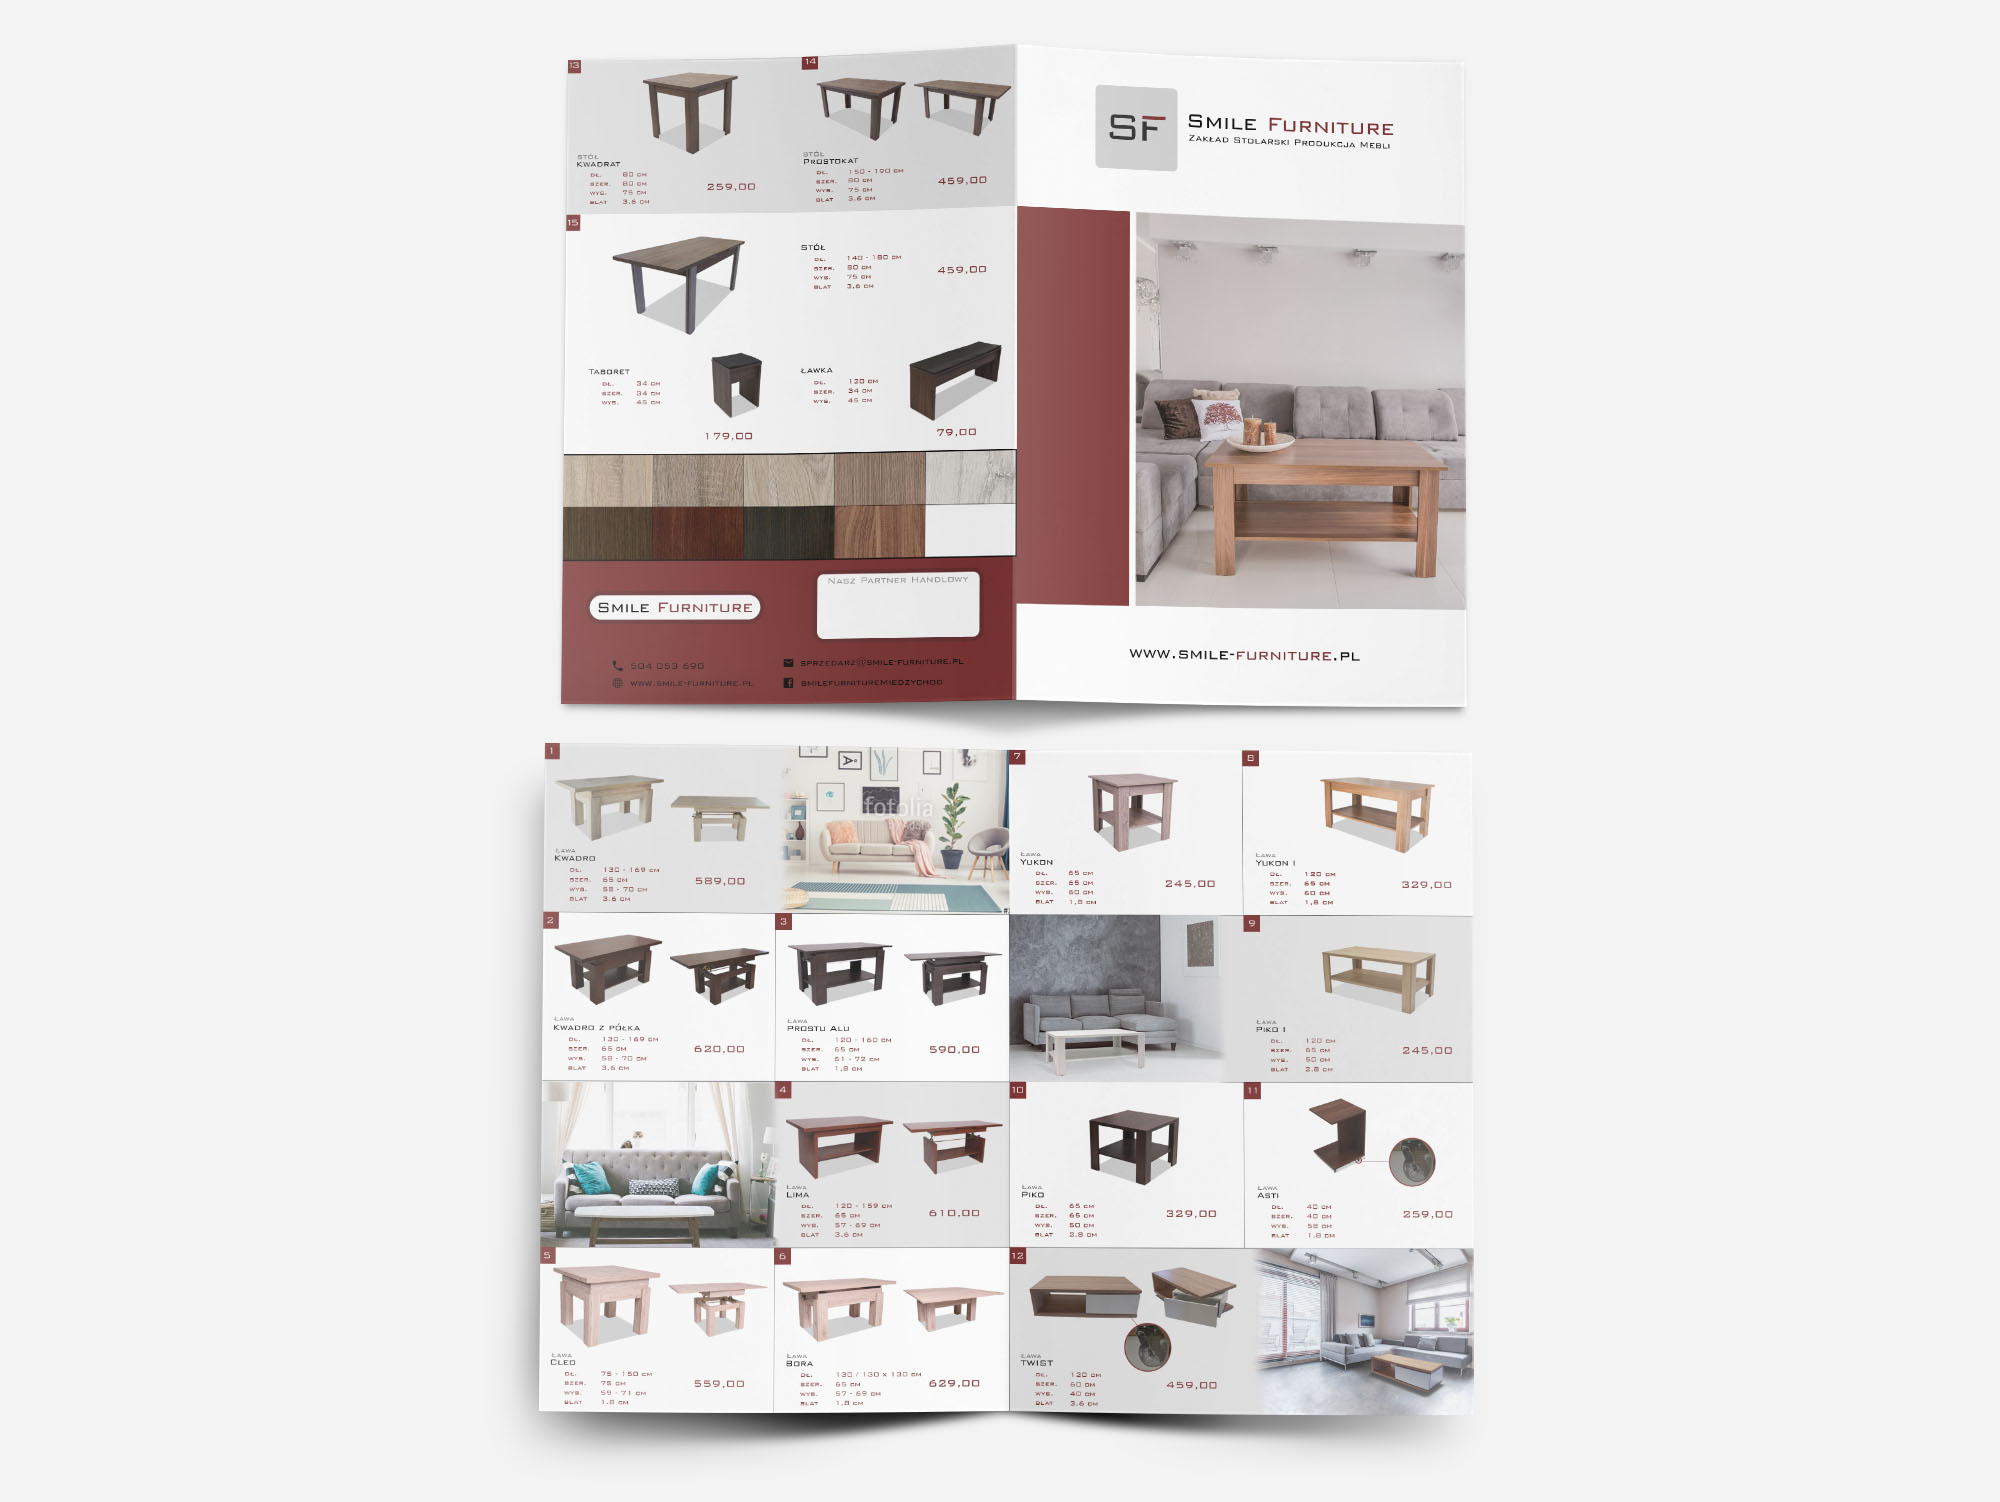 13
STÓŁ
KWADRAT
DŁ. 80 CM
SZER. 80 CM
WYS. 75 CM
BLAT 3.6 CM
259,00
14
STÓŁ
PROSTOKAT
DŁ. 150 - 190 CM
SZER. 80 CM
WYS. 75 CM
BLAT 3.6 CM
459,00
15
STÓŁ
DŁ. 140 - 180 CM
SZER. 80 CM
WYS. 75 CM
BLAT 3,6 CM
459,00
TABORET
DŁ. 34 CM
SZER. 34 CM
WYS. 45 CM
179,00
ŁAWKA
DŁ. 120 CM
SZER. 34 CM
WYS. 45 CM
79,00
SMILE FURNITURE
NASZ PARTNER HANDLOWY
504 053 690
WWW.SMILE-FURNITURE.PL
SPRZEDARZ@SMILE-FURNITURE.PL
SMILEFURNITUREMIEDZYCHOD
SF
SMILE FURNITURE
ZAKŁAD STOLARSKI PRODUKCJA MEBLI
WWW.SMILE-FURNITURE.PL
1
ŁAWA
KWADRO
DŁ. 130 - 169 CM
SZER. 65 CM
WYS. 58 - 70 CM
BLAT 3.6 CM
589,00
fotolia
2
ŁAWA
KWADRO Z PÓŁKA
DŁ. 130 - 169 CM
SZER. 65 CM
WYS. 58 - 70 CM
BLAT 3.6 CM
620,00
3
ŁAWA
PROSTU ALU
DŁ. 120 - 160 CM
SZER. 65 CM
WYS. 61 - 72 CM
BLAT 1,8 CM
590,00
4
ŁAWA
LIMA
DŁ. 120 - 159 CM
SZER. 65 CM
WYS. 57 - 69 CM
BLAT 3.6 CM
610,00
5
ŁAWA
CLEO
DŁ. 75 - 150 CM
SZER. 75 CM
WYS. 59 - 71 CM
BLAT 1.8 CM
559,00
6
ŁAWA
BORA
DŁ. 130 / 130 X 130 CM
SZER. 65 CM
WYS. 57 - 69 CM
BLAT 1,8 CM
629,00
7
ŁAWA
YUKON
DŁ. 65 CM
SZER. 65 CM
WYS. 60 CM
BLAT 1,8 CM
245,00
8
ŁAWA
YUKON I
DŁ. 120 CM
SZER. 65 CM
WYS. 60 CM
BLAT 1,8 CM
329,00
9
ŁAWA
PIKO I
DŁ. 120 CM
SZER. 65 CM
WYS. 50 CM
BLAT 2.8 CM
245,00
10
ŁAWA
PIKO
DŁ. 65 CM
SZER. 65 CM
WYS. 50 CM
BLAT 2.8 CM
329,00
11
ŁAWA
ASTI
DŁ. 40 CM
SZER. 40 CM
WYS. 58 CM
BLAT 1.8 CM
259,00
12
ŁAWA
TWIST
DŁ. 120 CM
SZER. 60 CM
WYS. 40 CM
BLAT 3.6 CM
459,00